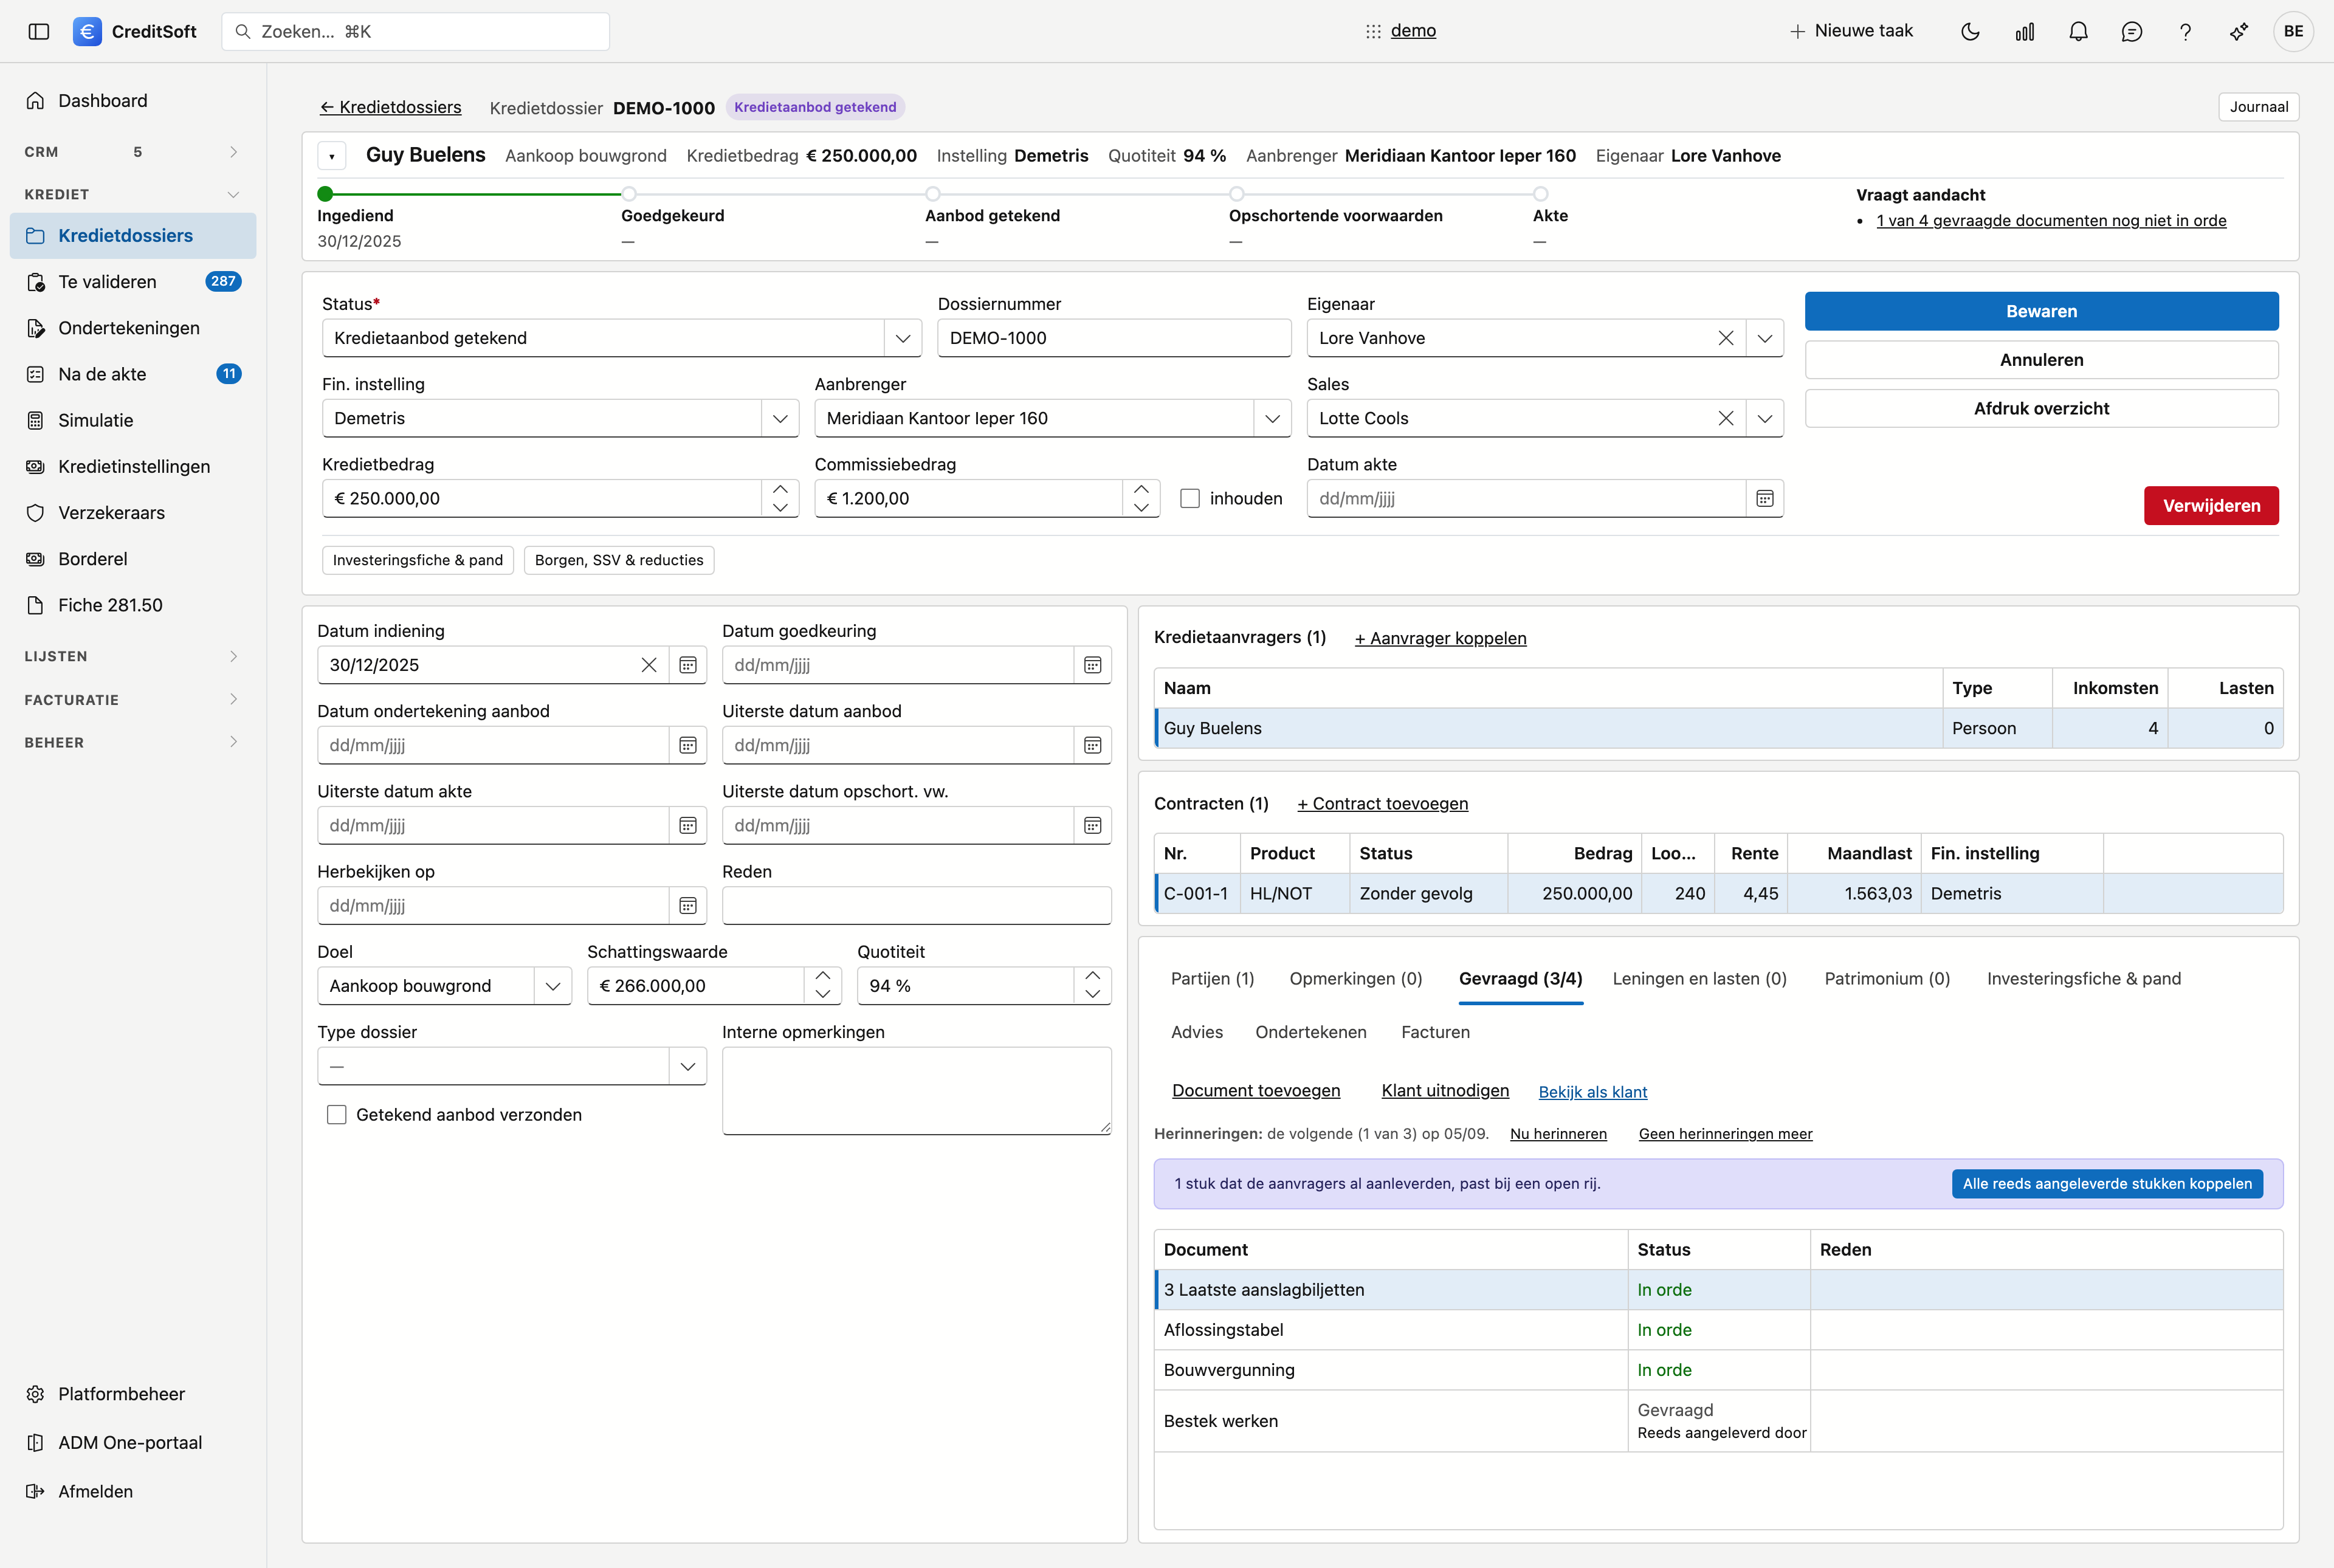 CreditSoft
Zoeken... ⌘K
demo
Nieuwe taak
BE
Dashboard
CRM 5
KREDIET
Kredietdossiers
Te valideren 287
Ondertekeningen
Na de akte 11
Simulatie
Kredietinstellingen
Verzekeraars
Borderel
Fiche 281.50
LIJSTEN
FACTURATIE
BEHEER
Platformbeheer
ADM One-portaal
Afmelden
← Kredietdossiers Kredietdossier DEMO-1000 Kredietaanbod getekend Journaal
Guy Buelens Aankoop bouwgrond Kredietbedrag € 250.000,00 Instelling Demetris Quotiteit 94 % Aanbrenger Meridiaan Kantoor Ieper 160 Eigenaar Lore Vanhove
Ingediend Goedgekeurd Aanbod getekend Opschortende voorwaarden Akte
30/12/2025 — — — —
Vraagt aandacht
• 1 van 4 gevraagde documenten nog niet in orde
Status* Dossiernummer Eigenaar
Kredietaanbod getekend DEMO-1000 Lore Vanhove
Fin. instelling Aanbrenger Sales
Demetris Meridiaan Kantoor Ieper 160 Lotte Cools
Kredietbedrag Commissiebedrag Datum akte
€ 250.000,00 € 1.200,00 inhouden dd/mm/jjjj
Bewaren
Annuleren
Afdruk overzicht
Verwijderen
Investeringsfiche & pand Borgen, SSV & reducties
Datum indiening Datum goedkeuring
30/12/2025 dd/mm/jjjj
Datum ondertekening aanbod Uiterste datum aanbod
dd/mm/jjjj dd/mm/jjjj
Uiterste datum akte Uiterste datum opschort. vw.
dd/mm/jjjj dd/mm/jjjj
Herbekijken op Reden
dd/mm/jjjj
Doel Schattingswaarde Quotiteit
Aankoop bouwgrond € 266.000,00 94 %
Type dossier Interne opmerkingen
—
Getekend aanbod verzonden
Kredietaanvragers (1) + Aanvrager koppelen
Naam Type Inkomsten Lasten
Guy Buelens Persoon 4 0
Contracten (1) + Contract toevoegen
Nr. Product Status Bedrag Loo... Rente Maandlast Fin. instelling
C-001-1 HL/NOT Zonder gevolg 250.000,00 240 4,45 1.563,03 Demetris
Partijen (1) Opmerkingen (0) Gevraagd (3/4) Leningen en lasten (0) Patrimonium (0) Investeringsfiche & pand
Advies Ondertekenen Facturen
Document toevoegen Klant uitnodigen Bekijk als klant
Herinneringen: de volgende (1 van 3) op 05/09. Nu herinneren Geen herinneringen meer
1 stuk dat de aanvragers al aanleverden, past bij een open rij. Alle reeds aangeleverde stukken koppelen
Document Status Reden
3 Laatste aanslagbiljetten In orde
Aflossingstabel In orde
Bouwvergunning In orde
Bestek werken Gevraagd
Reeds aangeleverd door